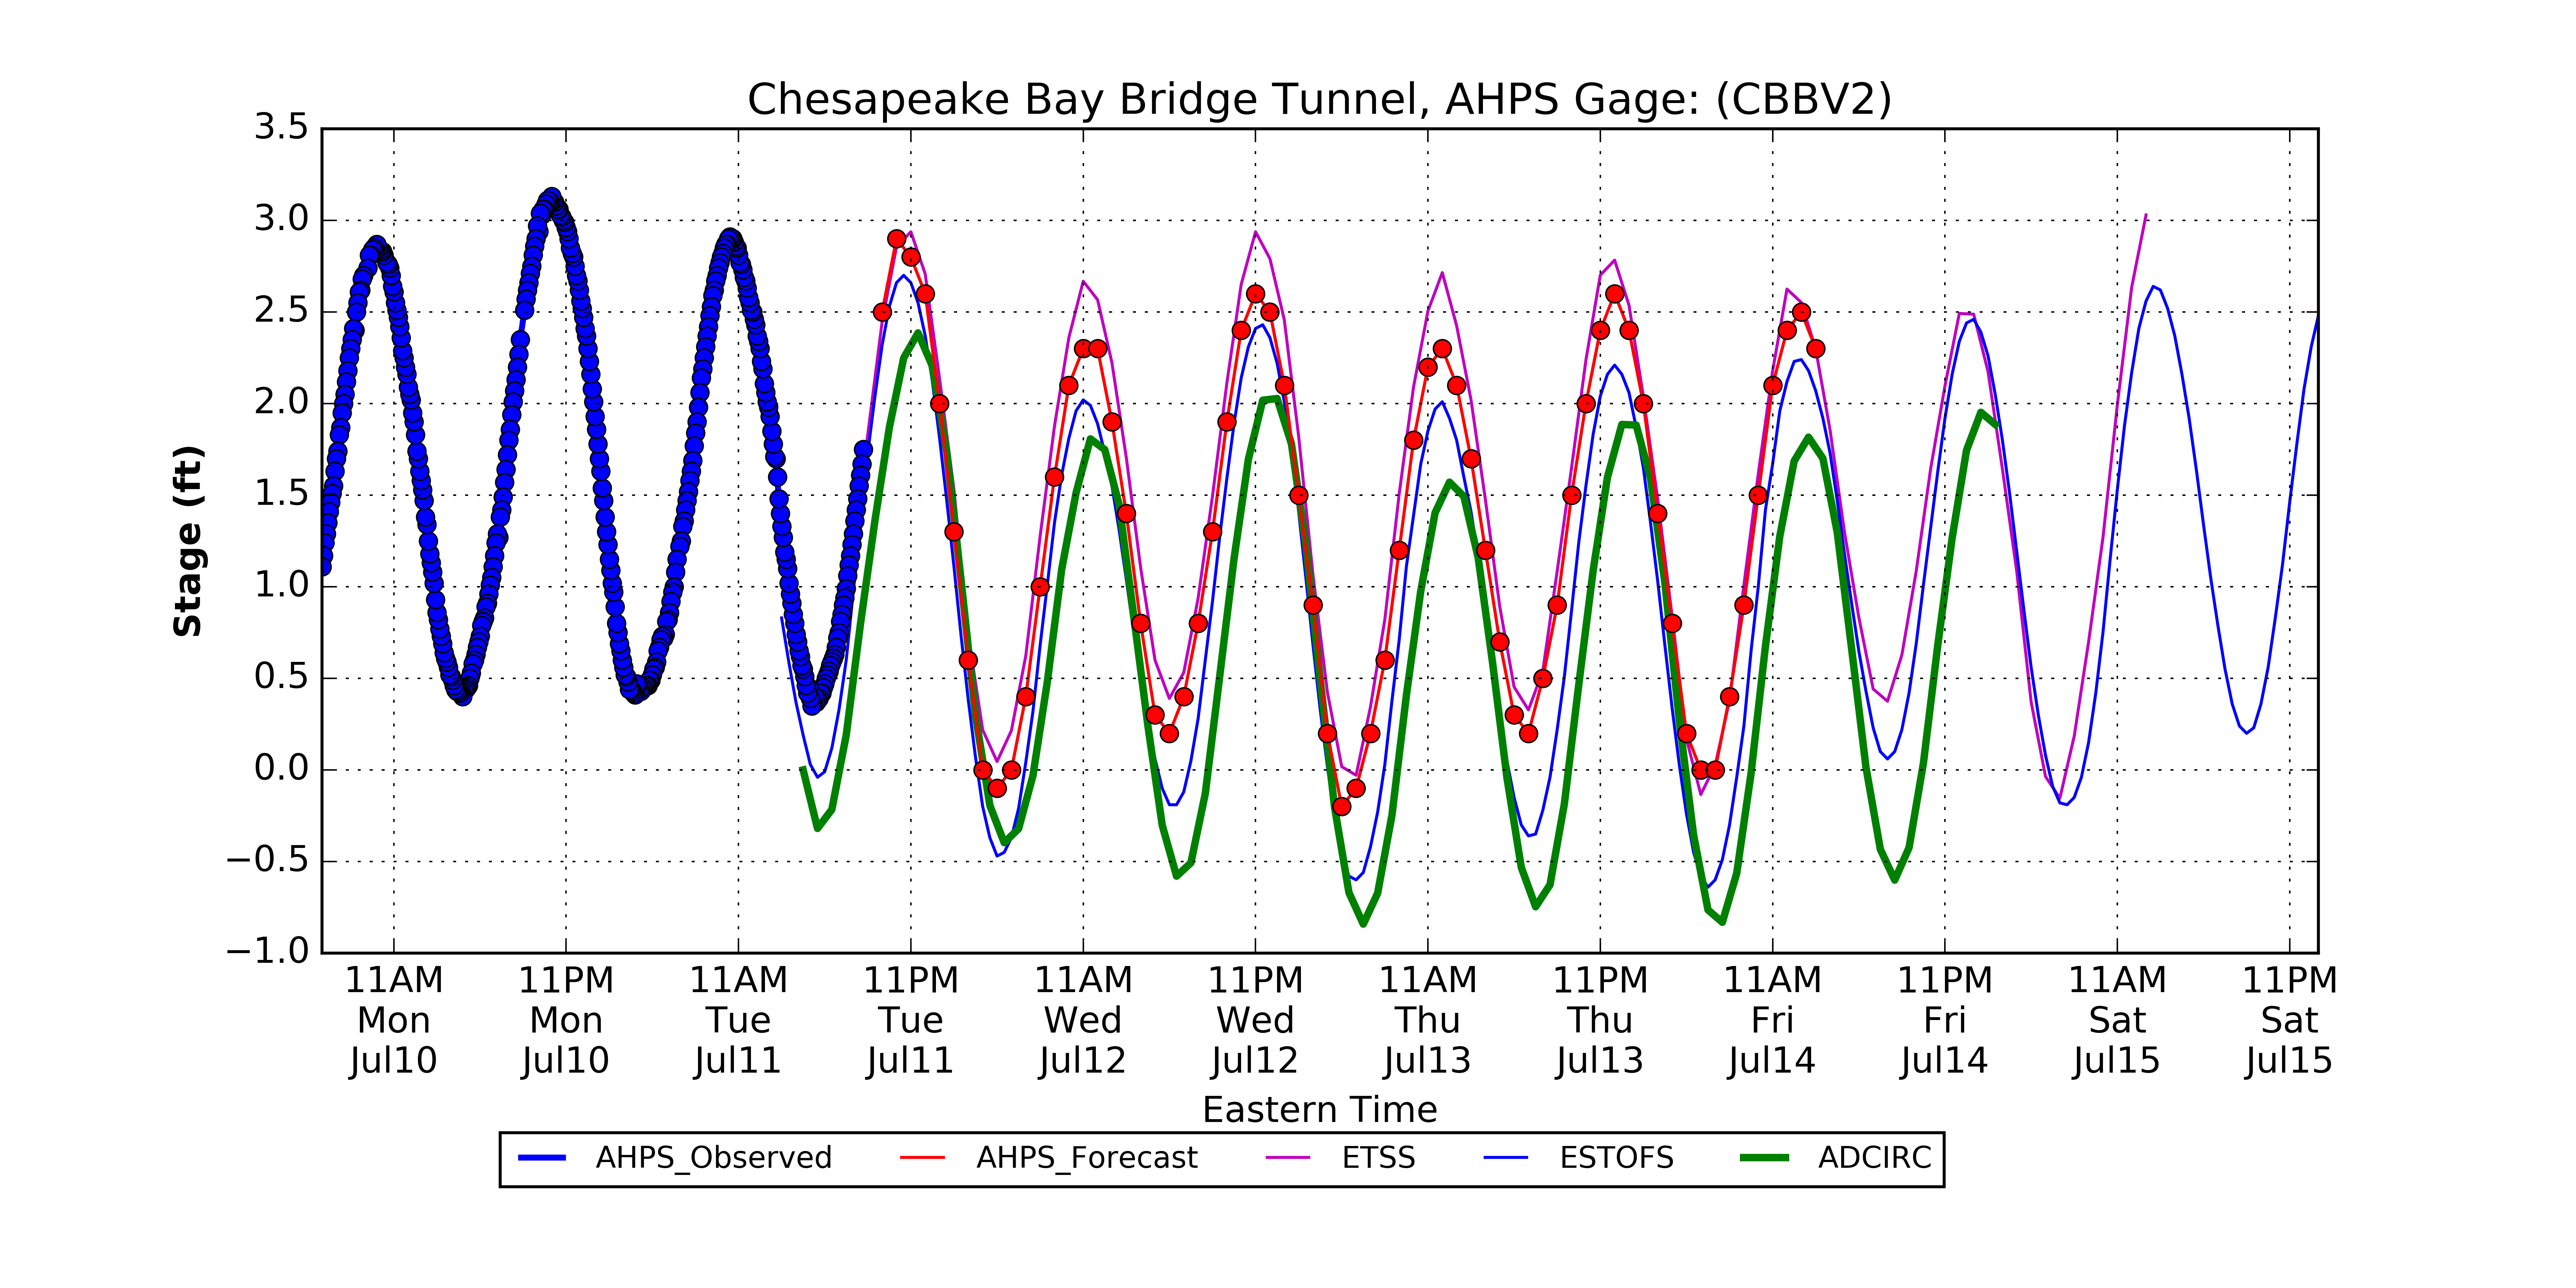 Chesapeake Bay Bridge Tunnel, AHPS Gage: (CBBV2)
3.5
3.0
2.5
2.0
1.5
1.0
0.5
0.0
−0.5
−1.0
Stage (ft)
11AM 11PM 11AM 11PM 11AM 11PM 11AM 11PM 11AM 11PM 11AM 11PM
Mon Mon Tue Tue Wed Wed Thu Thu Fri Fri Sat Sat
Jul10 Jul10 Jul11 Jul11 Jul12 Jul12 Jul13 Jul13 Jul14 Jul14 Jul15 Jul15
Eastern Time
AHPS_Observed AHPS_Forecast ETSS ESTOFS ADCIRC